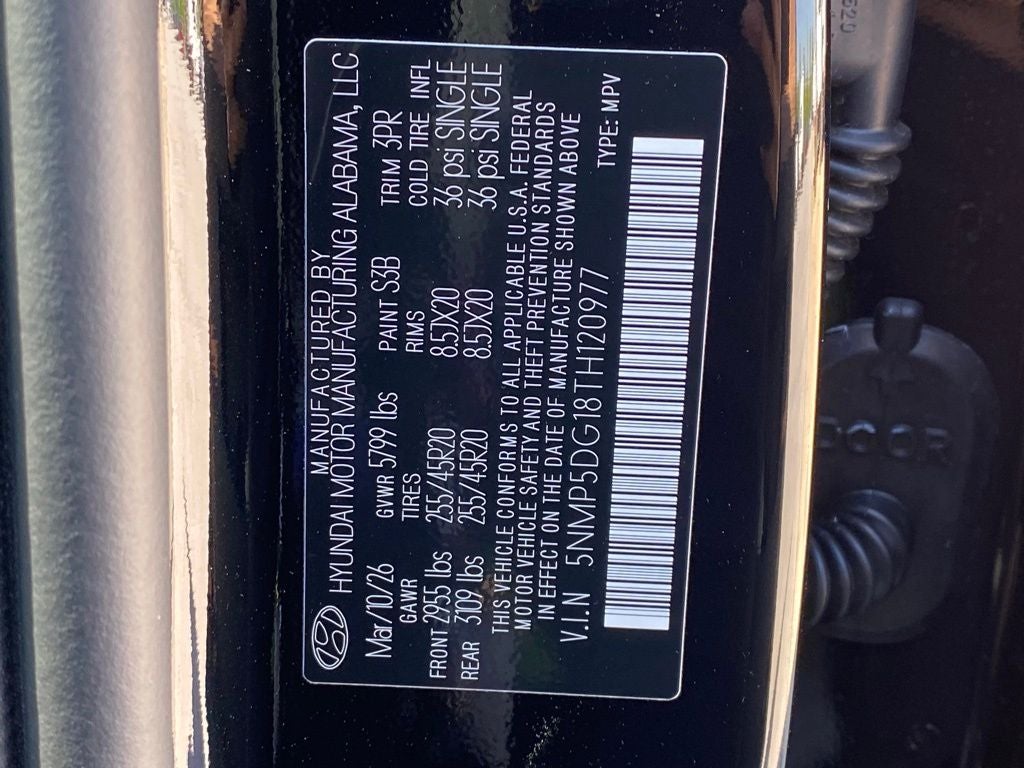 MANUFACTURED BY
HYUNDAI MOTOR MANUFACTURING ALABAMA, LLC
Mar/10/26 GVWR 5799 lbs PAINT S3B TRIM 3PR
GAWR TIRES RIMS COLD TIRE INFL
FRONT 2955 lbs 255/45R20 8.5JX20 36 psi SINGLE
REAR 3109 lbs 255/45R20 8.5JX20 36 psi SINGLE
THIS VEHICLE CONFORMS TO ALL APPLICABLE U.S.A. FEDERAL
MOTOR VEHICLE SAFETY AND THEFT PREVENTION STANDARDS
IN EFFECT ON THE DATE OF MANUFACTURE SHOWN ABOVE
V.I.N 5NMP5DG18TH120977 TYPE: MPV
DOOR